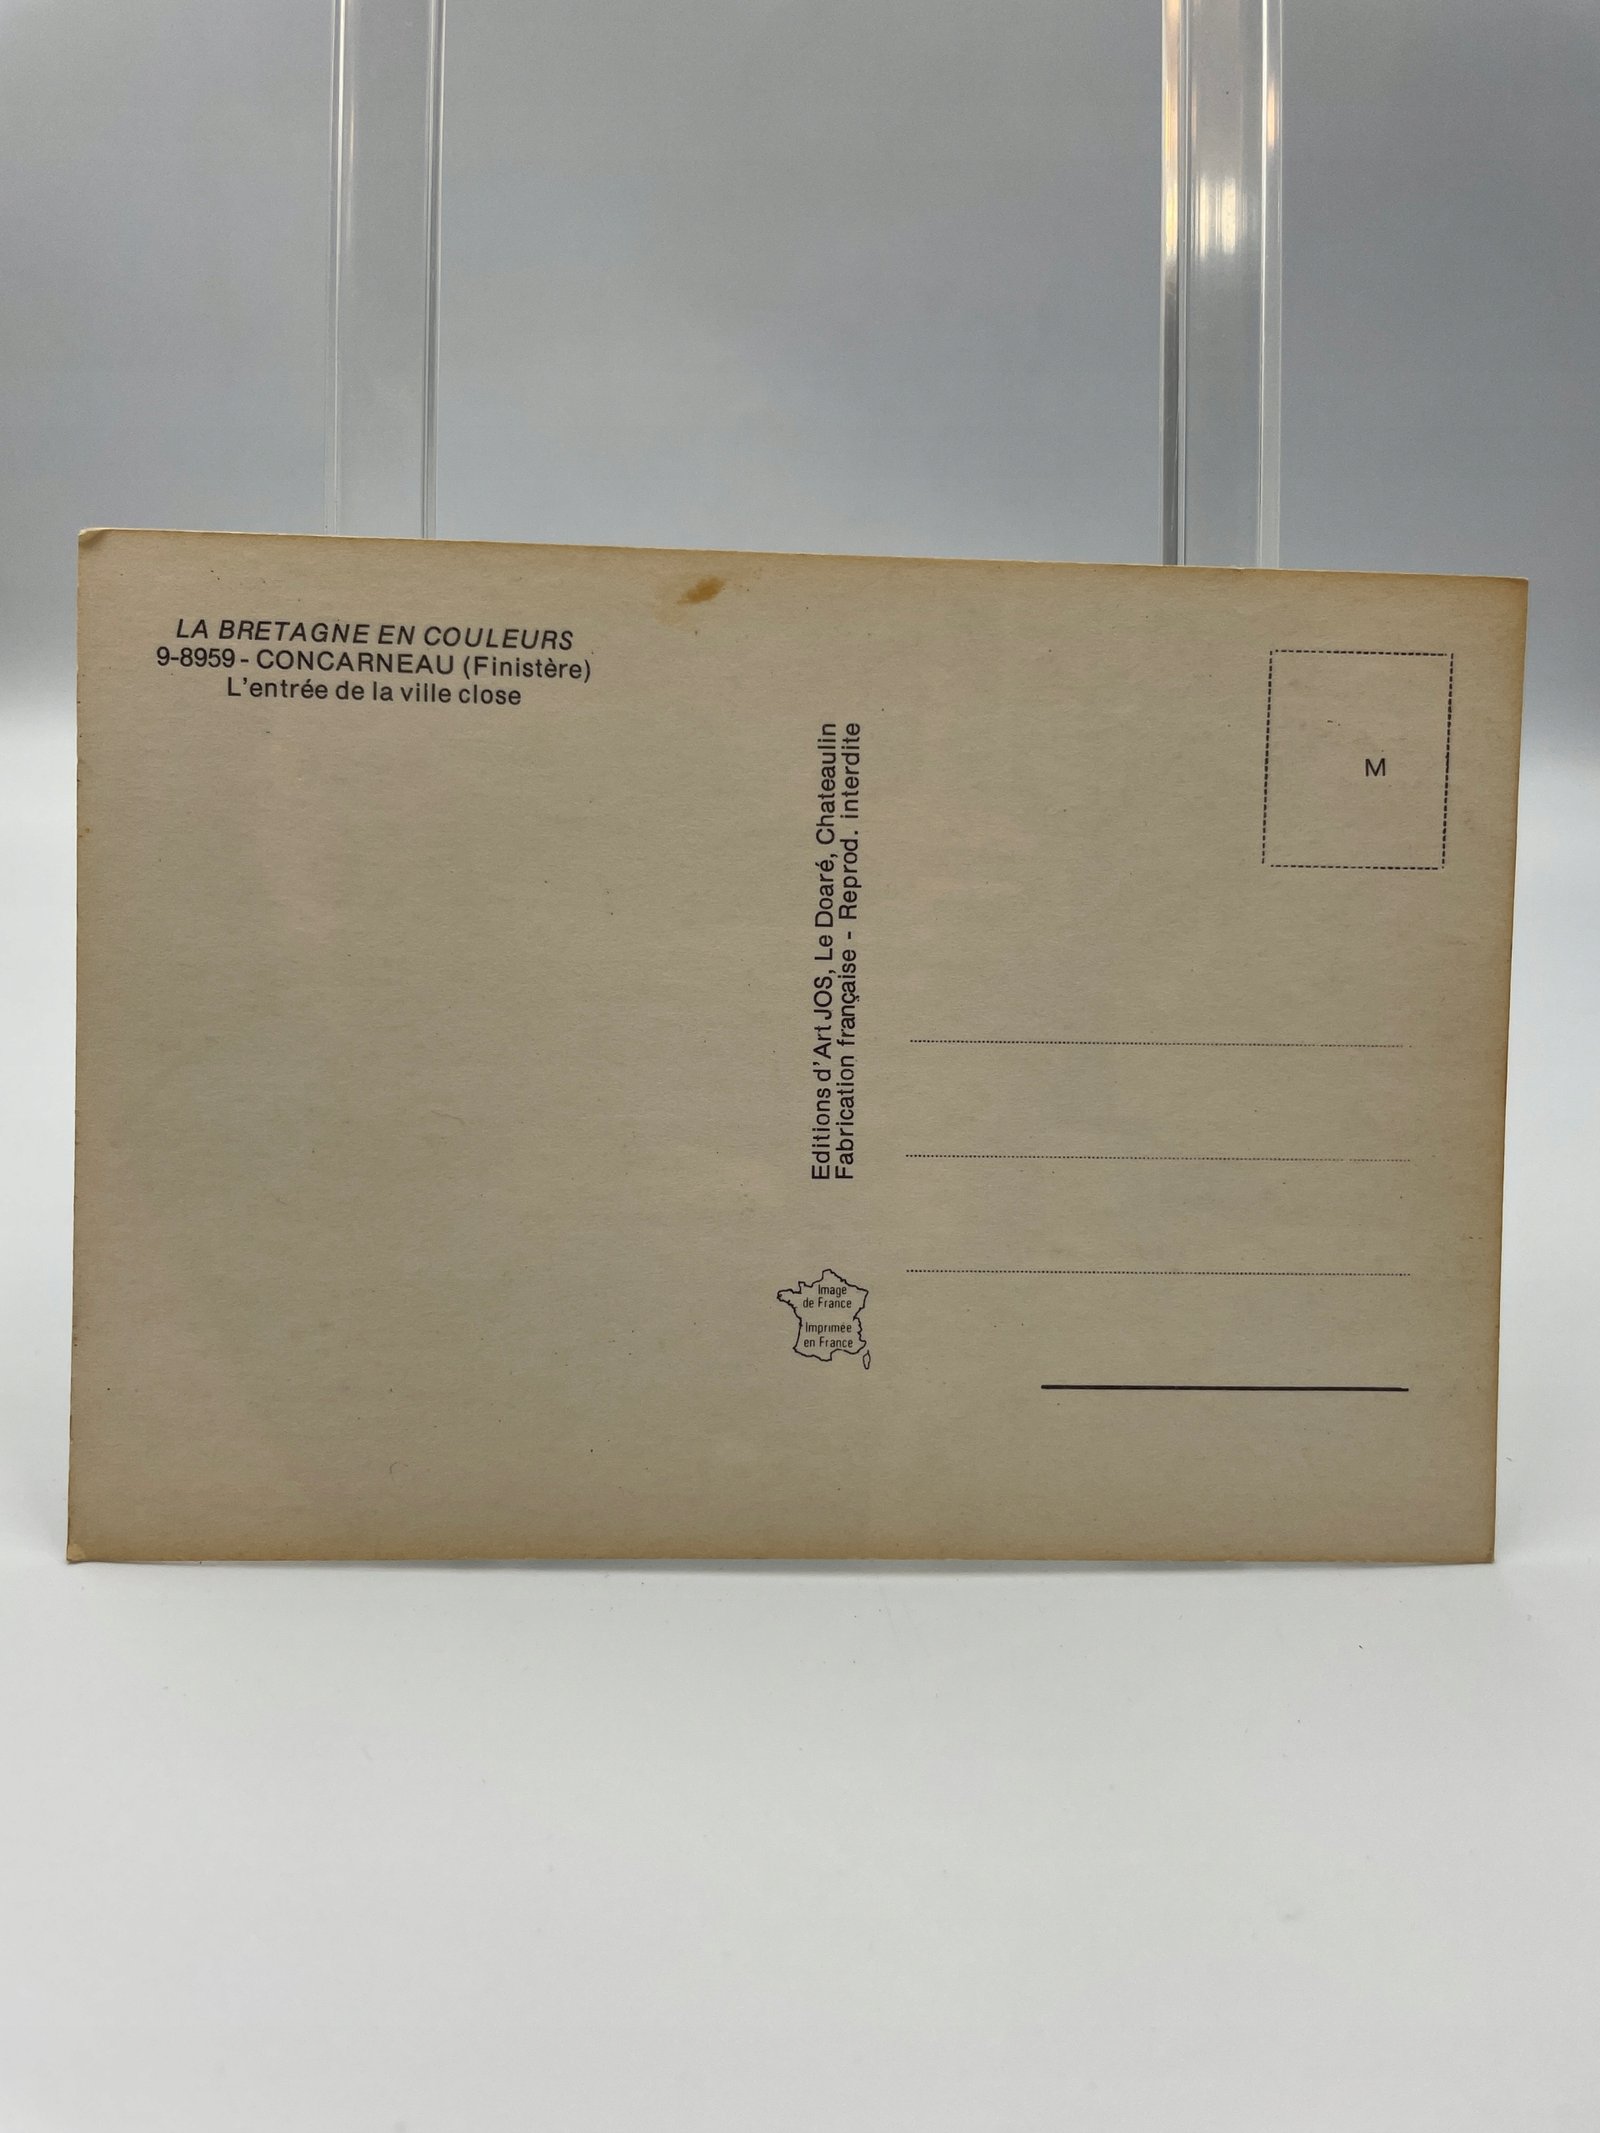 LA BRETAGNE EN COULEURS
9-8959 - CONCARNEAU (Finistère)
L'entrée de la ville close
Editions d'Art JOS, Le Doaré, Chateaulin
Fabrication française - Reprod. interdite
M
Image
de France
Imprimée
en France